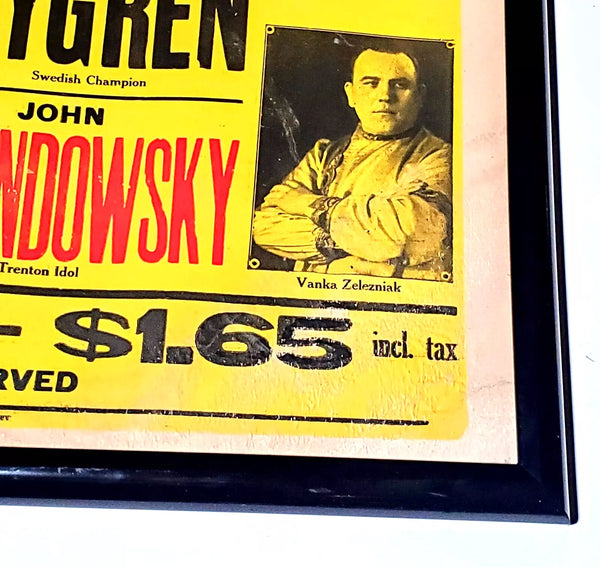 YGREN
Swedish Champion
JOHN
NDOWSKY
Trenton Idol
Vanka Zelezniak
- $1.65 incl. tax
RVED